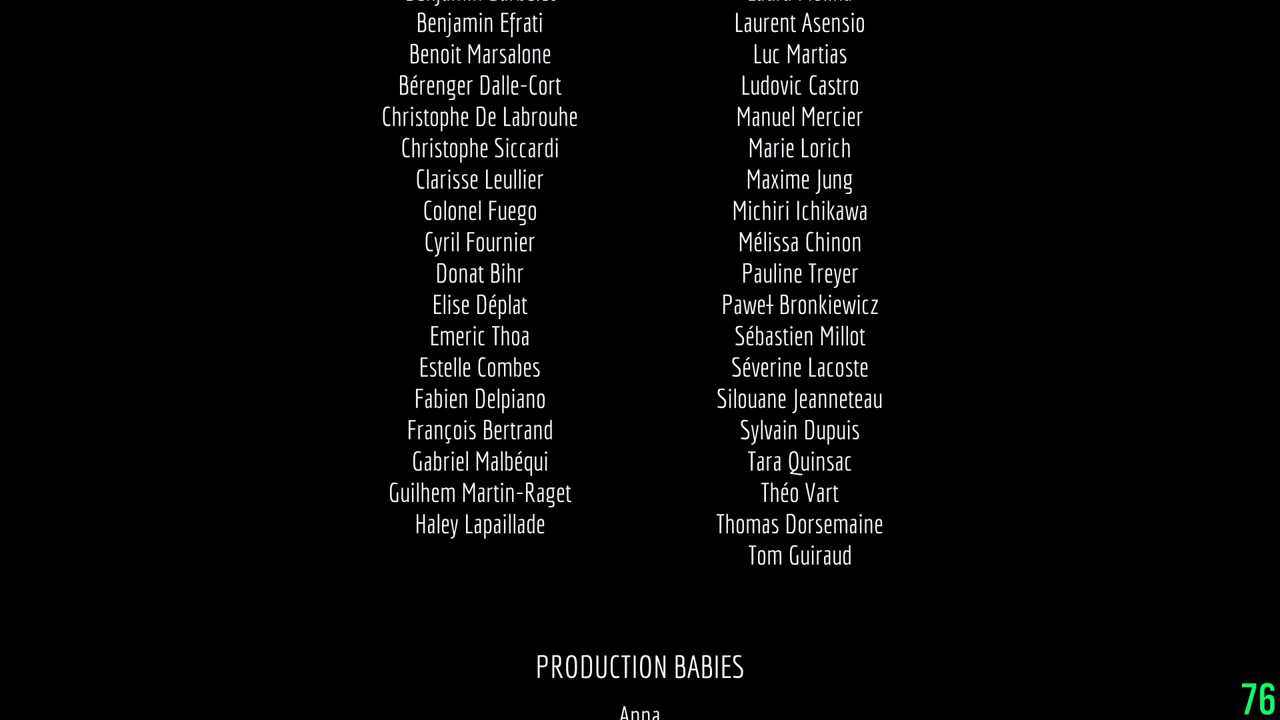 Benjamin Efrati
Benoit Marsalone
Bérenger Dalle-Cort
Christophe De Labrouhe
Christophe Siccardi
Clarisse Leullier
Colonel Fuego
Cyril Fournier
Donat Bihr
Elise Déplat
Emeric Thoa
Estelle Combes
Fabien Delpiano
François Bertrand
Gabriel Malbéqui
Guilhem Martin-Raget
Haley Lapaillade
Laurent Asensio
Luc Martias
Ludovic Castro
Manuel Mercier
Marie Lorich
Maxime Jung
Michiri Ichikawa
Mélissa Chinon
Pauline Treyer
Paweł Bronkiewicz
Sébastien Millot
Séverine Lacoste
Silouane Jeanneteau
Sylvain Dupuis
Tara Quinsac
Théo Vart
Thomas Dorsemaine
Tom Guiraud
PRODUCTION BABIES
Anna
76